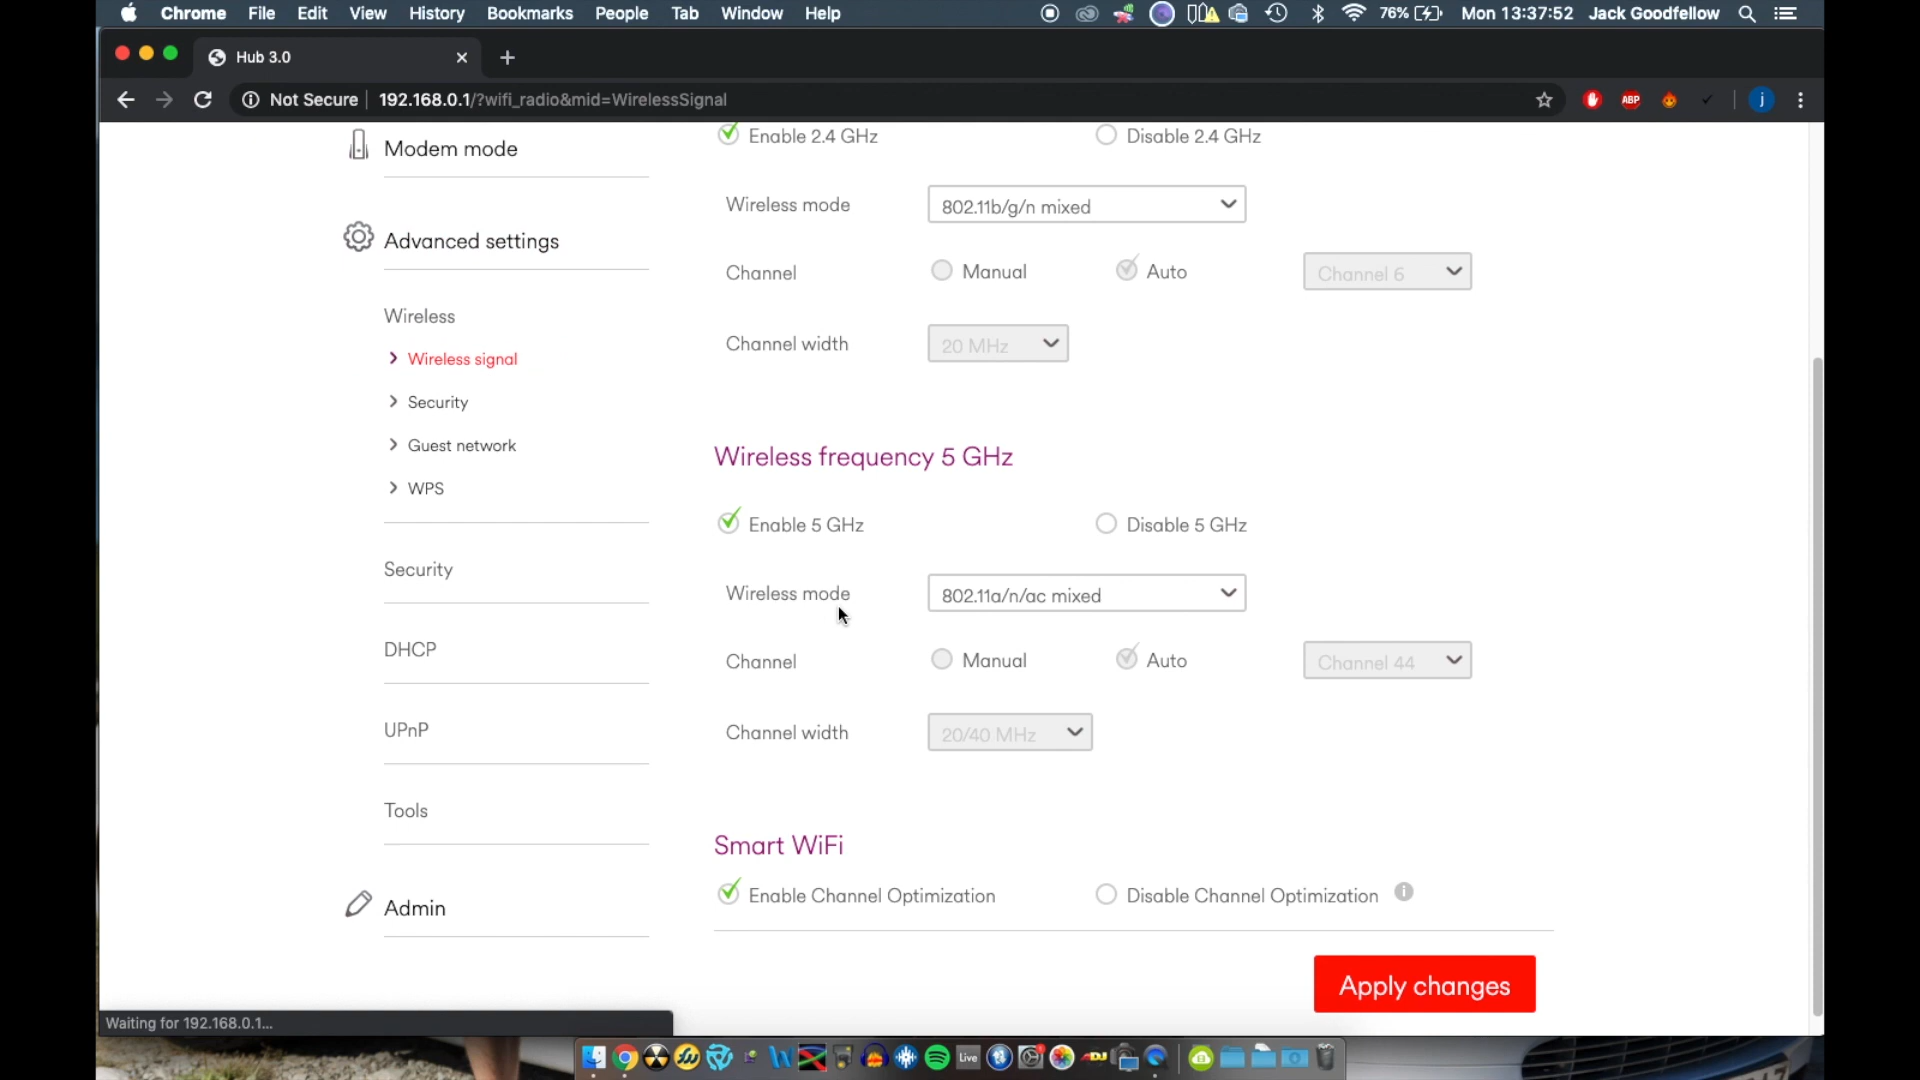 Chrome File Edit View History Bookmarks People Tab Window Help 76% Mon 13:37:52 Jack Goodfellow
Hub 3.0
Not Secure 192.168.0.1/?wifi_radio&mid=WirelessSignal ABP j
Modem mode
Advanced settings
Wireless
Wireless signal
Security
Guest network
WPS
Security
DHCP
UPnP
Tools
Admin
Enable 2.4 GHz Disable 2.4 GHz
Wireless mode 802.11b/g/n mixed
Channel Manual Auto Channel 6
Channel width 20 MHz
Wireless frequency 5 GHz
Enable 5 GHz Disable 5 GHz
Wireless mode 802.11a/n/ac mixed
Channel Manual Auto Channel 44
Channel width 20/40 MHz
Smart WiFi
Enable Channel Optimization Disable Channel Optimization i
Apply changes
Waiting for 192.168.0.1...
Live DJ